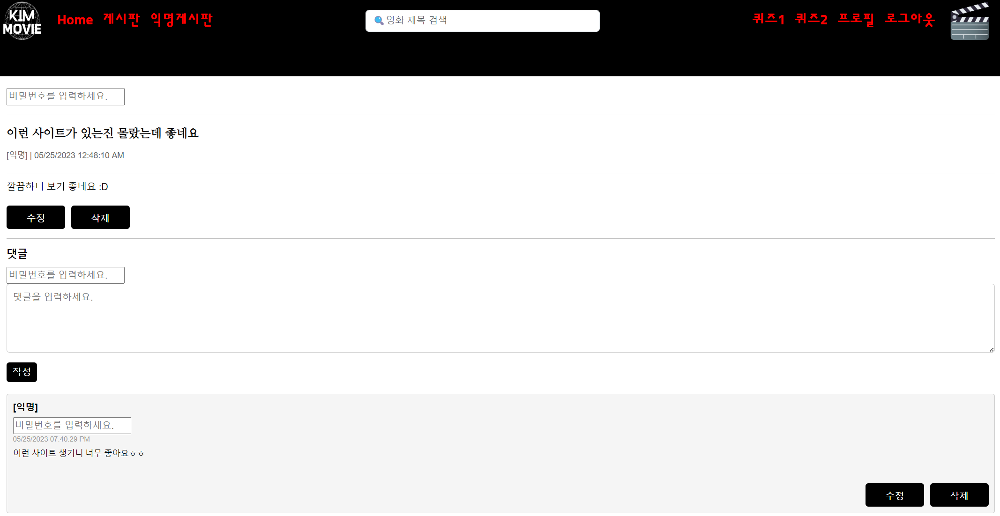 KIM
MOVIE
Home 게시판 익명게시판
영화 제목 검색
퀴즈1 퀴즈2 프로필 로그아웃
비밀번호를 입력하세요.
이런 사이트가 있는진 몰랐는데 좋네요
[익명] | 05/25/2023 12:48:10 AM
깔끔하니 보기 좋네요 :D
수정 삭제
댓글
비밀번호를 입력하세요.
댓글을 입력하세요.
작성
[익명]
비밀번호를 입력하세요.
05/25/2023 07:40:29 PM
이런 사이트 생기니 너무 좋아요ㅎㅎ
수정 삭제